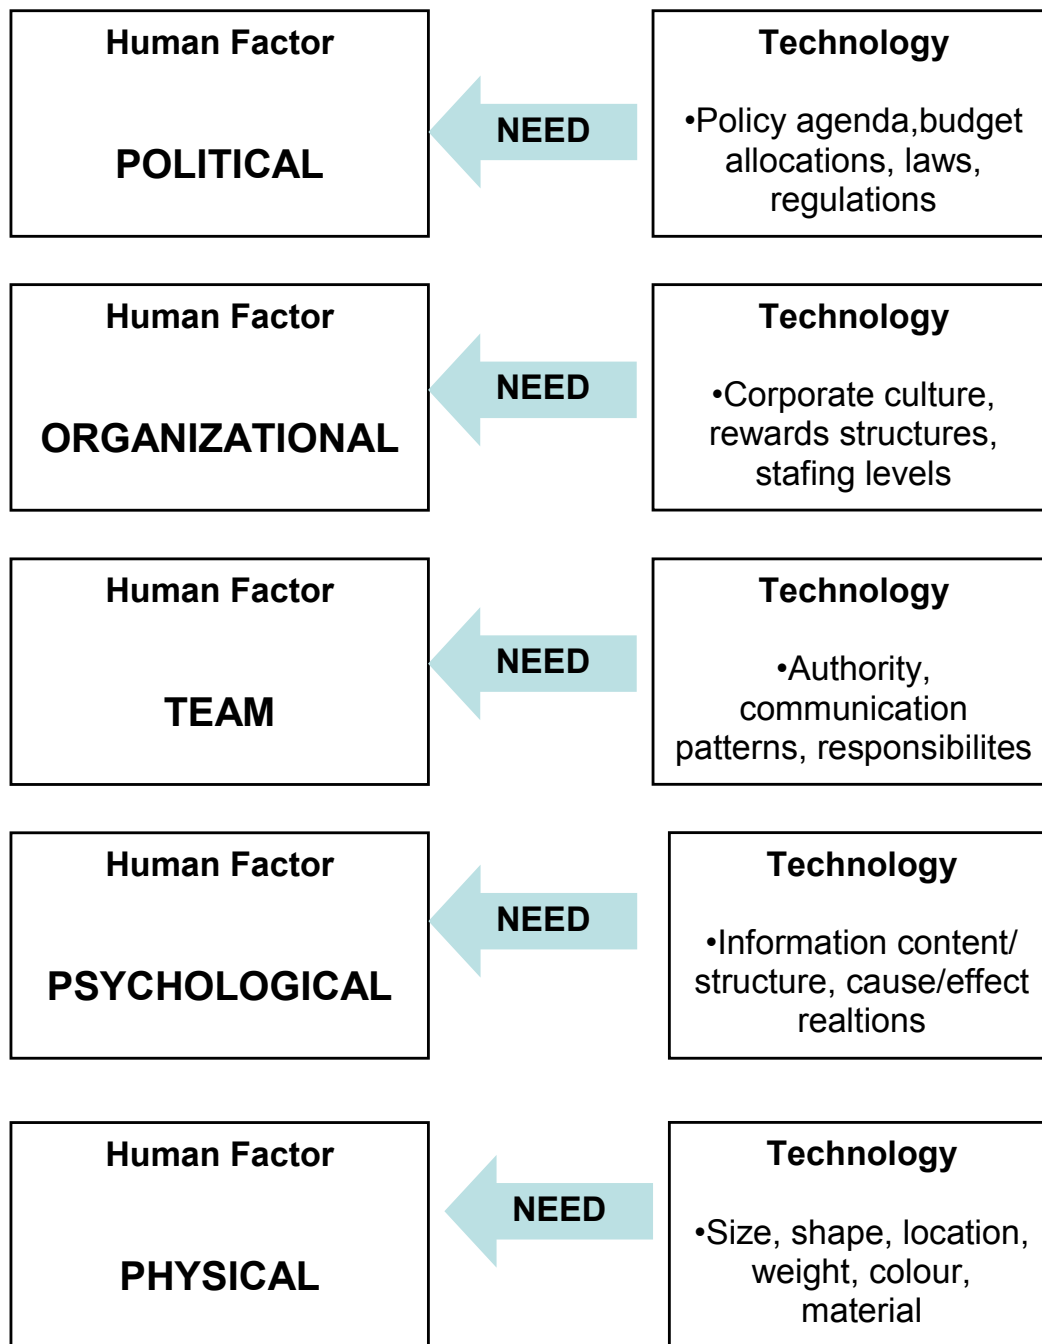 Human Factor
POLITICAL
NEED
Technology
•Policy agenda,budget
allocations, laws,
regulations
Human Factor
ORGANIZATIONAL
NEED
Technology
•Corporate culture,
rewards structures,
stafing levels
Human Factor
TEAM
NEED
Technology
•Authority,
communication
patterns, responsibilites
Human Factor
PSYCHOLOGICAL
NEED
Technology
•Information content/
structure, cause/effect
realtions
Human Factor
PHYSICAL
NEED
Technology
•Size, shape, location,
weight, colour,
material